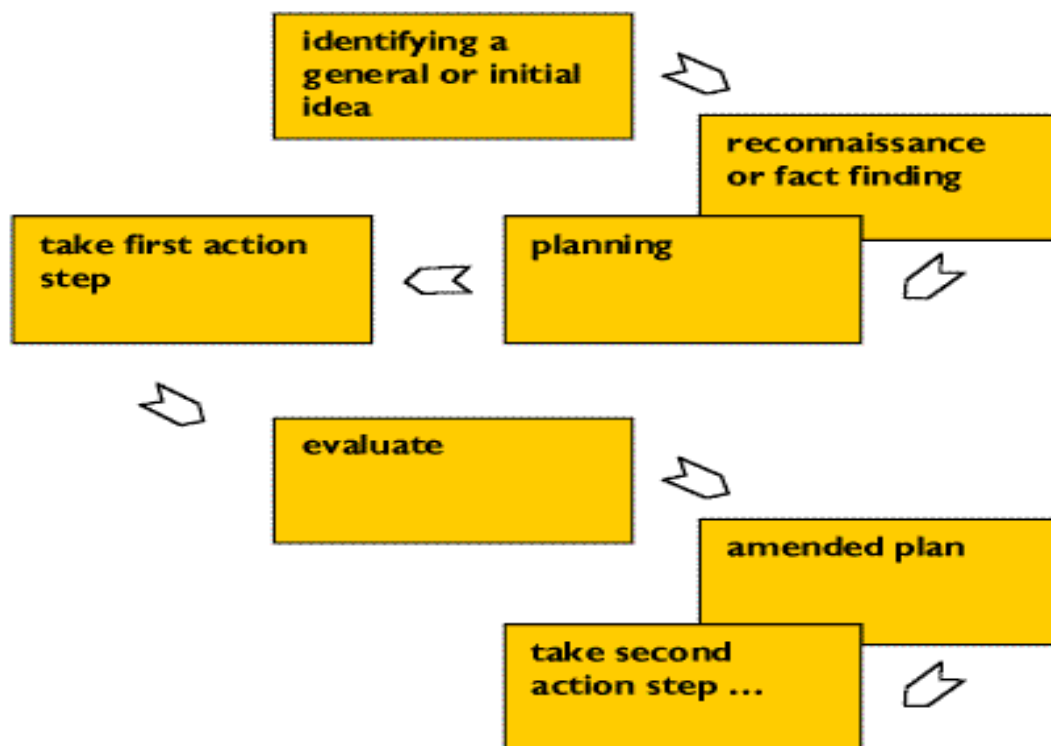 identifying a
general or initial
idea
reconnaissance
or fact finding
planning
take first action
step
evaluate
amended plan
take second
action step ...